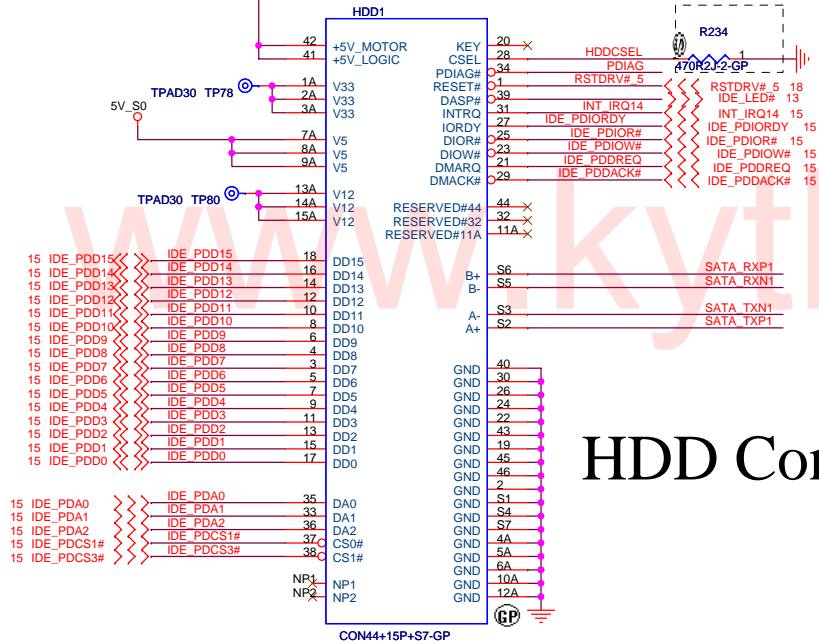 HDD1
42 +5V_MOTOR KEY 20
41 +5V_LOGIC CSEL 28 HDDCSEL R234 1
470R2J-2-GP
PDIAG# 34 PDIAG
TPAD30 TP78 1A V33 RESET# 1 RSTDRV#_5 RSTDRV#_5 18
2A V33 DASP# 39 IDE_LED# 13
3A V33 INTRQ 31 INT_IRQ14 INT_IRQ14 15
5V_S0
IORDY 27 IDE_PDIORDY IDE_PDIORDY 15
7A V5 DIOR# 25 IDE_PDIOR# IDE_PDIOR# 15
8A V5 DIOW# 23 IDE_PDIOW# IDE_PDIOW# 15
9A V5 DMARQ 21 IDE_PDDREQ IDE_PDDREQ 15
DMACK# 29 IDE_PDDACK# IDE_PDDACK# 15
TPAD30 TP80 13A V12
14A V12 RESERVED#44 44
15A V12 RESERVED#32 32
RESERVED#11A 11A
www.kytl
15 IDE_PDD15 IDE_PDD15 18 DD15
15 IDE_PDD14 IDE_PDD14 16 DD14 B+ S6 SATA_RXP1
15 IDE_PDD13 IDE_PDD13 14 DD13 B- S5 SATA_RXN1
15 IDE_PDD12 IDE_PDD12 12 DD12
15 IDE_PDD11 IDE_PDD11 10 DD11 A- S3 SATA_TXN1
15 IDE_PDD10 IDE_PDD10 8 DD10 A+ S2 SATA_TXP1
15 IDE_PDD9 IDE_PDD9 6 DD9
15 IDE_PDD8 IDE_PDD8 4 DD8
15 IDE_PDD7 IDE_PDD7 3 DD7 GND 40
15 IDE_PDD6 IDE_PDD6 5 DD6 GND 30
15 IDE_PDD5 IDE_PDD5 7 DD5 GND 26
15 IDE_PDD4 IDE_PDD4 9 DD4 GND 24
15 IDE_PDD3 IDE_PDD3 11 DD3 GND 22
15 IDE_PDD2 IDE_PDD2 13 DD2 GND 43
15 IDE_PDD1 IDE_PDD1 15 DD1 GND 19
15 IDE_PDD0 IDE_PDD0 17 DD0 GND 45
HDD Co
GND 46
GND 2
15 IDE_PDA0 IDE_PDA0 35 DA0 GND S1
15 IDE_PDA1 IDE_PDA1 33 DA1 GND S4
15 IDE_PDA2 IDE_PDA2 36 DA2 GND S7
15 IDE_PDCS1# IDE_PDCS1# 37 CS0# GND 4A
15 IDE_PDCS3# IDE_PDCS3# 38 CS1# GND 5A
GND 6A
NP1 NP1 GND 10A
NP2 NP2 GND 12A
GP
CON44+15P+S7-GP